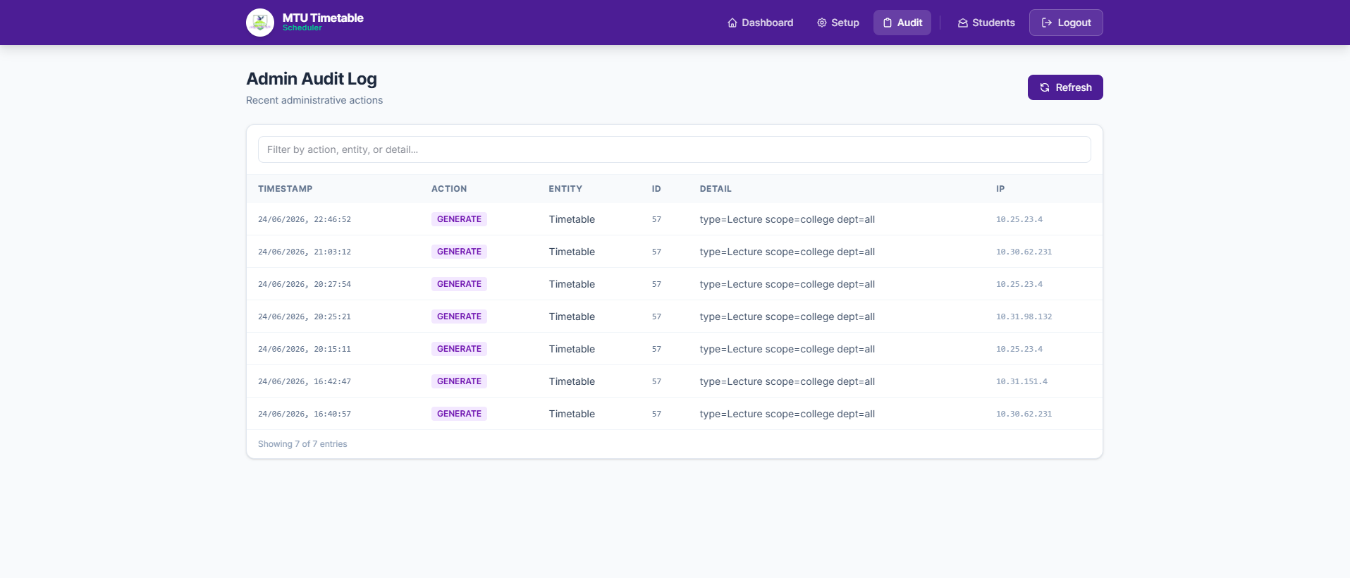 MTU Timetable
Scheduler
Dashboard Setup Audit Students Logout
Admin Audit Log
Recent administrative actions
Refresh
Filter by action, entity, or detail...
TIMESTAMP ACTION ENTITY ID DETAIL IP
24/06/2026, 22:46:52 GENERATE Timetable 57 type=Lecture scope=college dept=all 10.25.23.4
24/06/2026, 21:03:12 GENERATE Timetable 57 type=Lecture scope=college dept=all 10.30.62.231
24/06/2026, 20:27:54 GENERATE Timetable 57 type=Lecture scope=college dept=all 10.25.23.4
24/06/2026, 20:25:21 GENERATE Timetable 57 type=Lecture scope=college dept=all 10.31.98.132
24/06/2026, 20:15:11 GENERATE Timetable 57 type=Lecture scope=college dept=all 10.25.23.4
24/06/2026, 16:42:47 GENERATE Timetable 57 type=Lecture scope=college dept=all 10.31.151.4
24/06/2026, 16:40:57 GENERATE Timetable 57 type=Lecture scope=college dept=all 10.30.62.231
Showing 7 of 7 entries